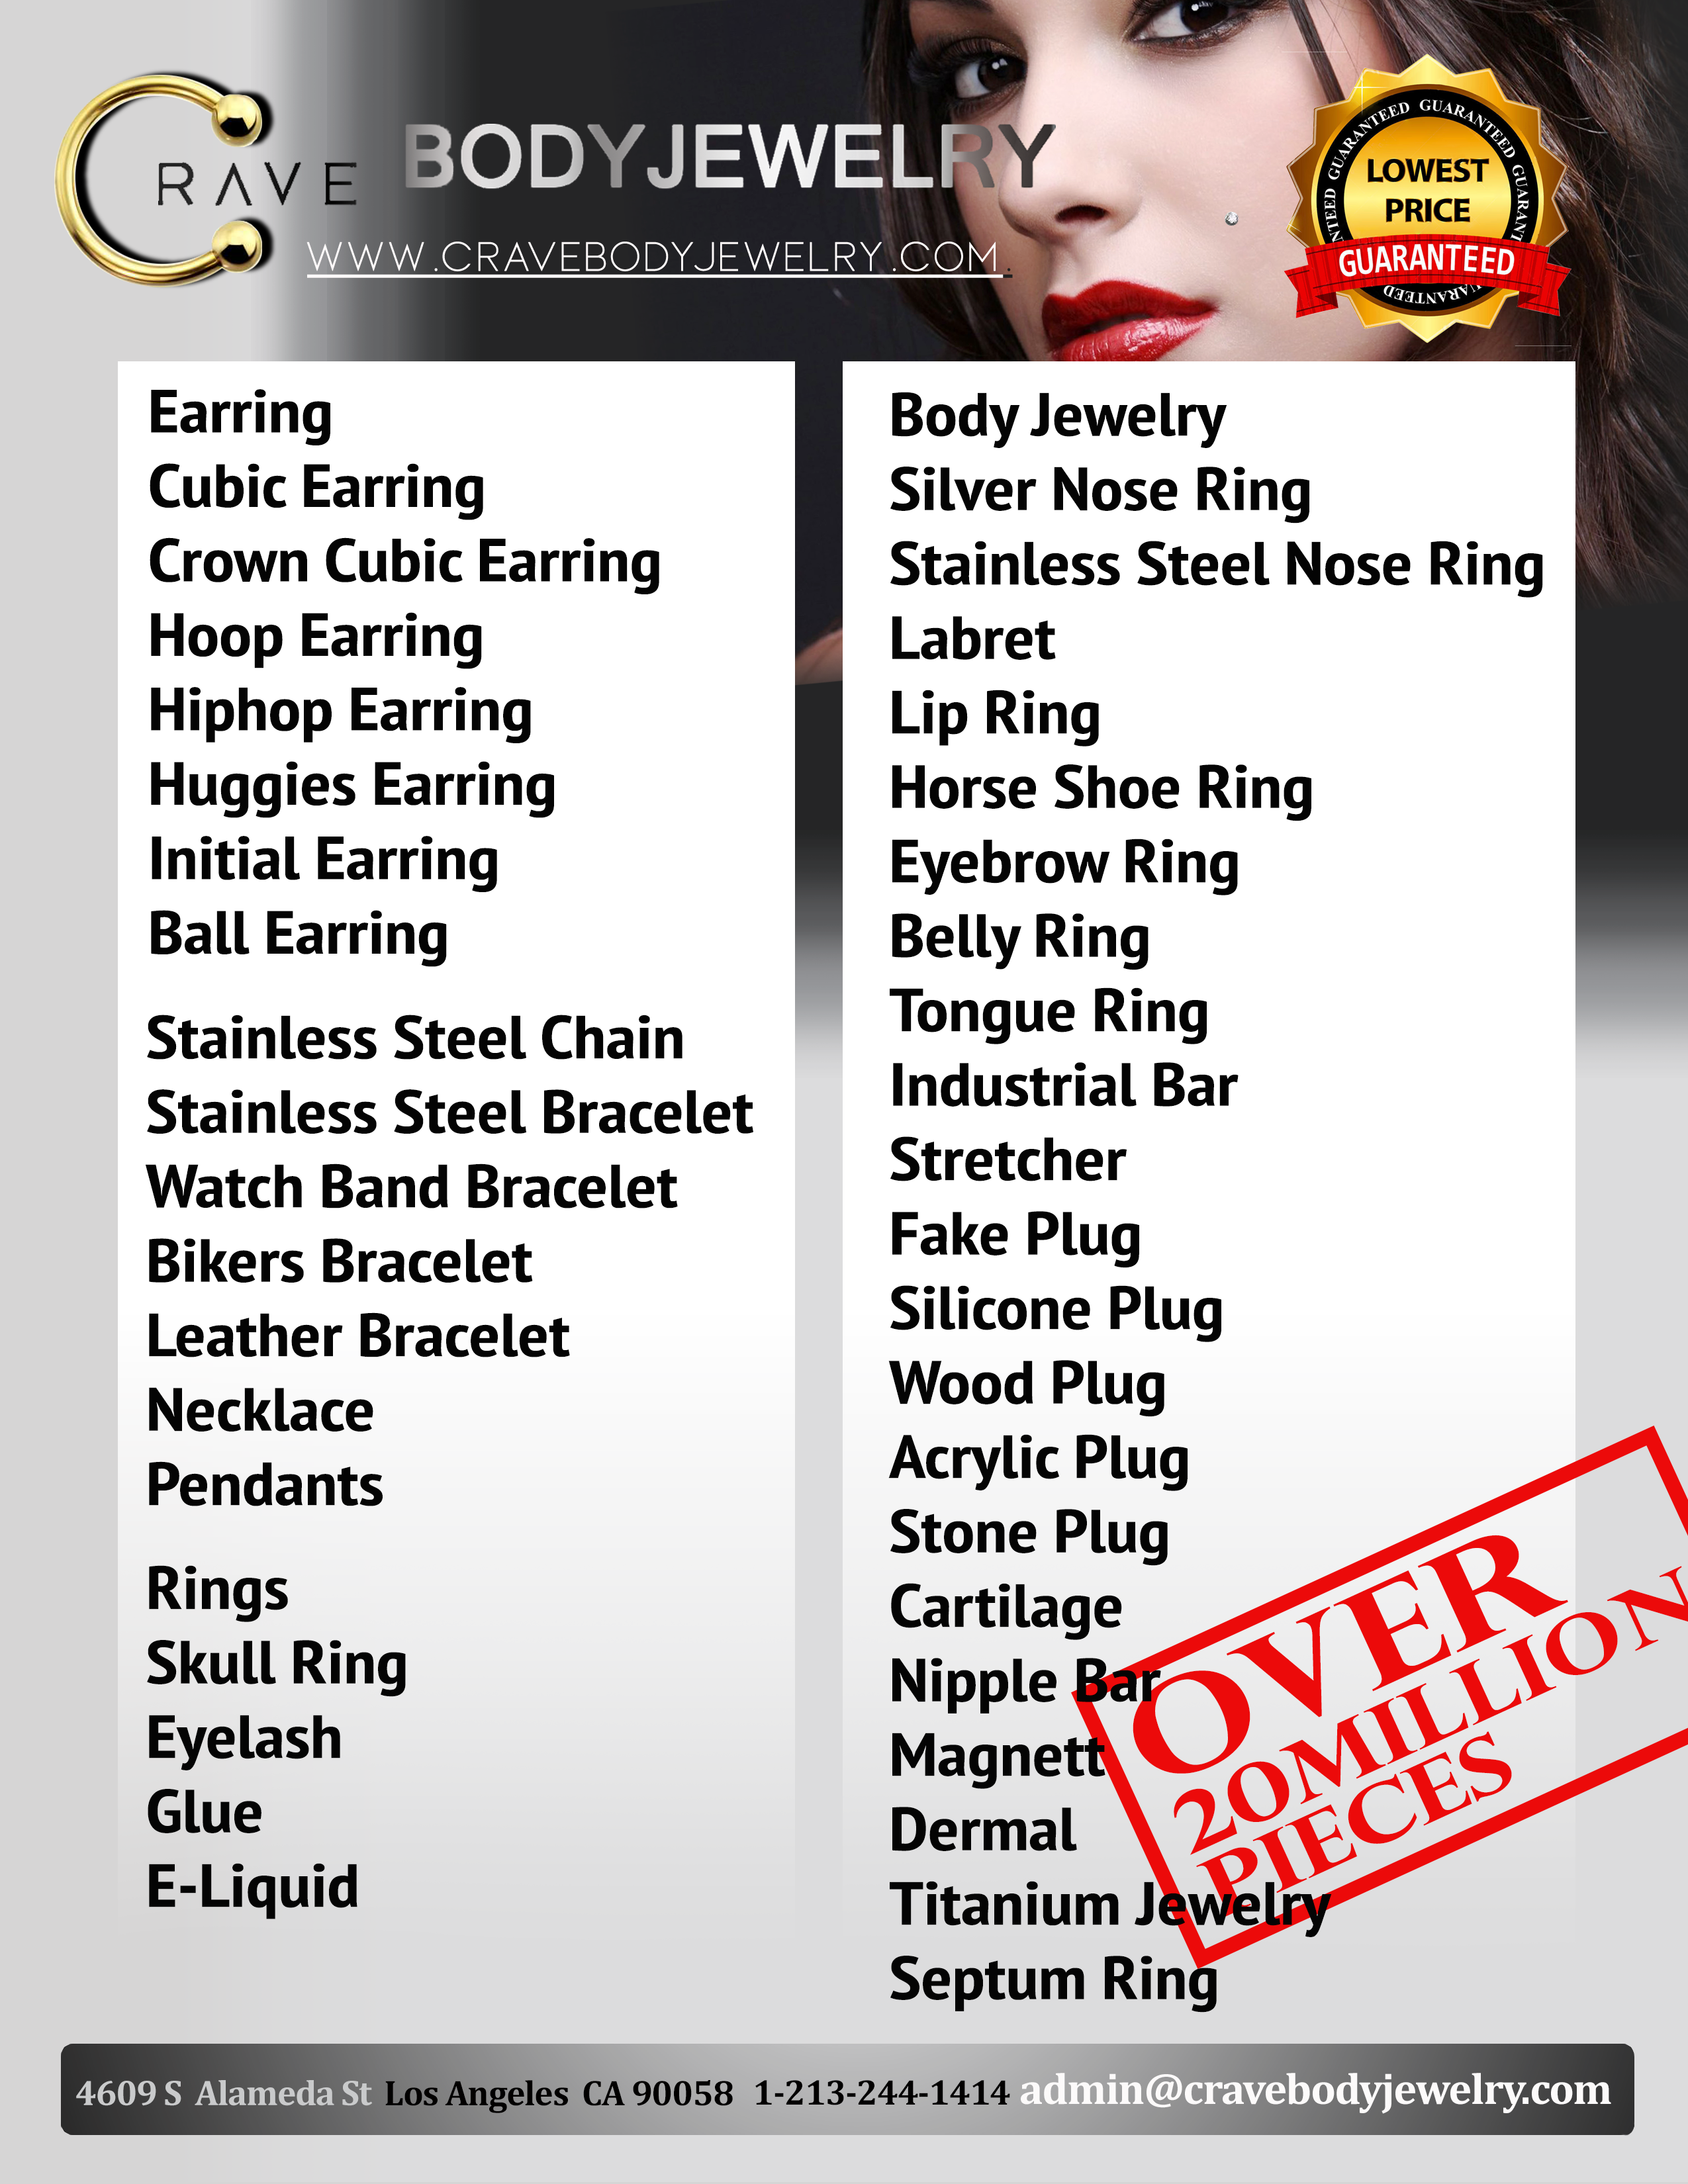 CRAVE BODYJEWELRY
WWW.CRAVEBODYJEWELRY.COM.
GUARANTEED GUARANTEED GUARANTEED
LOWEST
PRICE
GUARANTEED
Earring
Cubic Earring
Crown Cubic Earring
Hoop Earring
Hiphop Earring
Huggies Earring
Initial Earring
Ball Earring
Stainless Steel Chain
Stainless Steel Bracelet
Watch Band Bracelet
Bikers Bracelet
Leather Bracelet
Necklace
Pendants
Rings
Skull Ring
Eyelash
Glue
E-Liquid
Body Jewelry
Silver Nose Ring
Stainless Steel Nose Ring
Labret
Lip Ring
Horse Shoe Ring
Eyebrow Ring
Belly Ring
Tongue Ring
Industrial Bar
Stretcher
Fake Plug
Silicone Plug
Wood Plug
Acrylic Plug
Stone Plug
Cartilage
Nipple Bar
Magnett
Dermal
Titanium Jewelry
Septum Ring
OVER
20MILLION
PIECES
4609 S Alameda St Los Angeles CA 90058 1-213-244-1414 admin@cravebodyjewelry.com